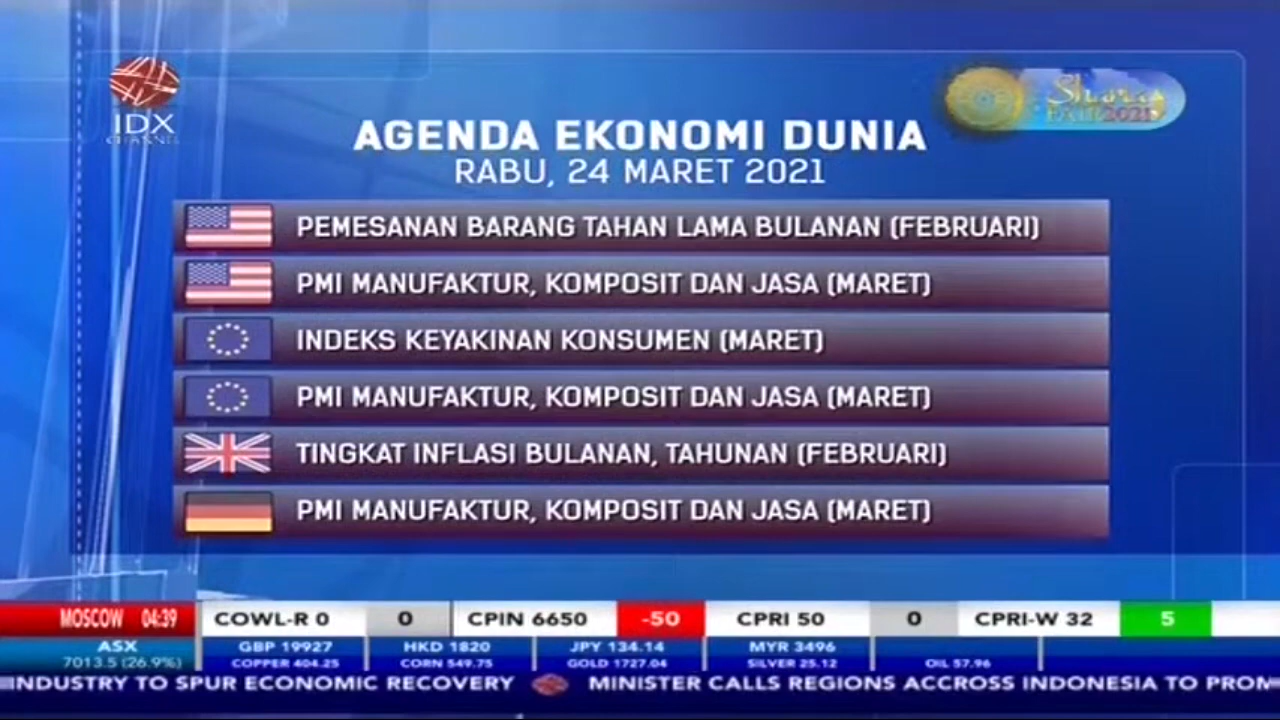 IDX
CHANNEL
Sharia
FAIR 2021
AGENDA EKONOMI DUNIA
RABU, 24 MARET 2021
PEMESANAN BARANG TAHAN LAMA BULANAN (FEBRUARI)
PMI MANUFAKTUR, KOMPOSIT DAN JASA (MARET)
INDEKS KEYAKINAN KONSUMEN (MARET)
PMI MANUFAKTUR, KOMPOSIT DAN JASA (MARET)
TINGKAT INFLASI BULANAN, TAHUNAN (FEBRUARI)
PMI MANUFAKTUR, KOMPOSIT DAN JASA (MARET)
MOSCOW 04:39 COWL-R 0 0 CPIN 6650 -50 CPRI 50 0 CPRI-W 32 5
ASX GBP 19927 HKD 1820 JPY 134.14 MYR 3496
7013.5 (26.9%) COPPER 404.25 CORN 549.75 GOLD 1727.04 SILVER 25.12 OIL 57.96
INDUSTRY TO SPUR ECONOMIC RECOVERY MINISTER CALLS REGIONS ACCROSS INDONESIA TO PROM